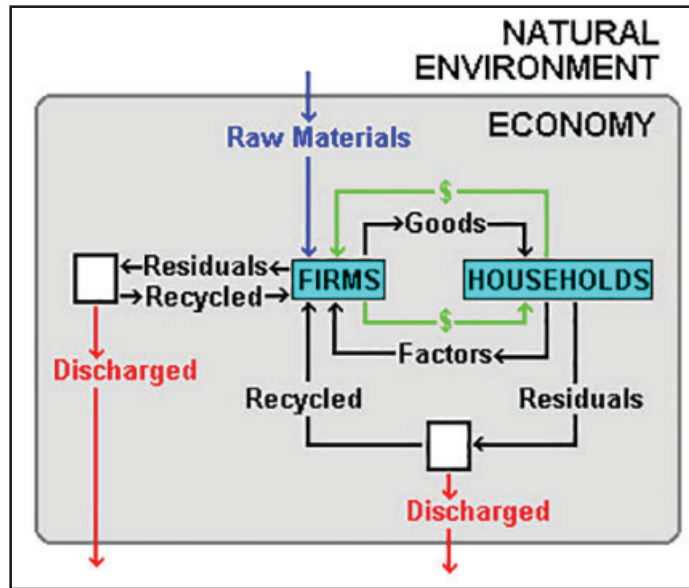 NATURAL
ENVIRONMENT
ECONOMY
Raw Materials
$
Goods
Residuals
FIRMS
HOUSEHOLDS
Recycled
$
Factors
Discharged
Recycled
Residuals
Discharged